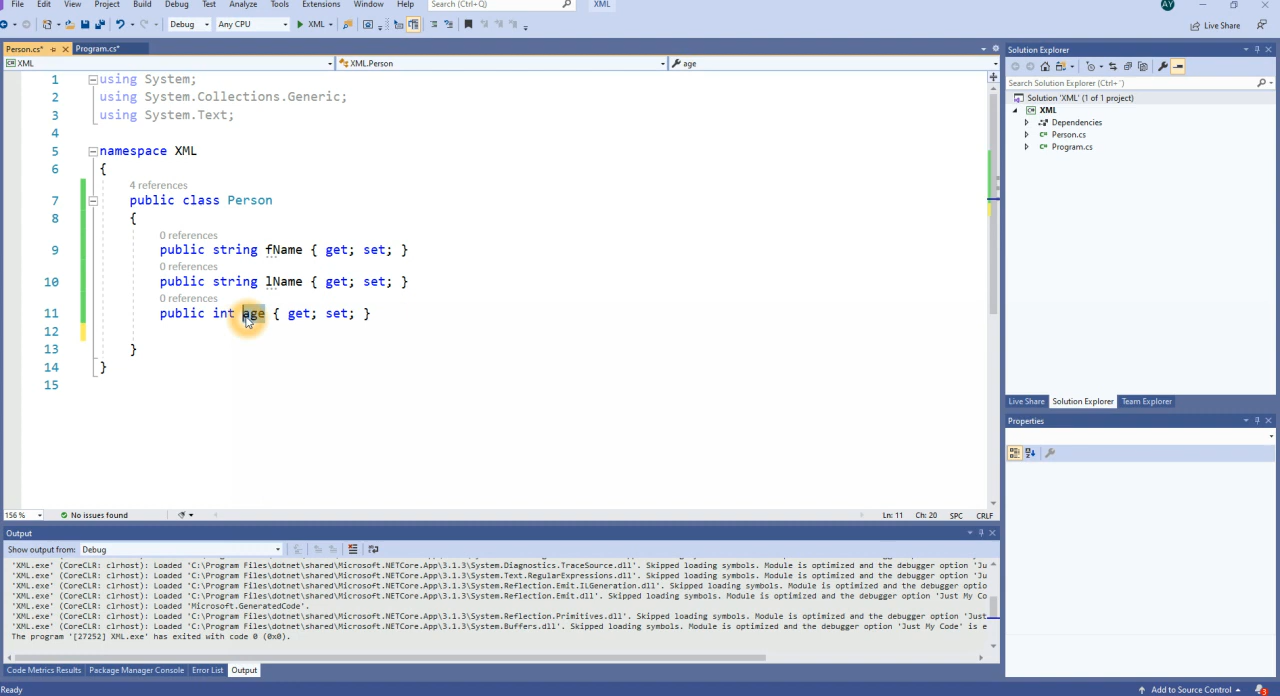 File Edit View Project Build Debug Test Analyze Tools Extensions Window Help Search (Ctrl+Q) XML AY
Debug Any CPU XML Live Share
Person.cs* Program.cs*
XML XML.Person age
1 using System;
2 using System.Collections.Generic;
3 using System.Text;
4
5 namespace XML
6 {
4 references
7 public class Person
8 {
0 references
9 public string fName { get; set; }
0 references
10 public string lName { get; set; }
0 references
11 public int age { get; set; }
12
13 }
14 }
15
156 % No issues found Ln: 11 Ch: 20 SPC CRLF
Solution Explorer
Search Solution Explorer (Ctrl+¨)
Solution 'XML' (1 of 1 project)
XML
Dependencies
Person.cs
Program.cs
Live Share Solution Explorer Team Explorer
Properties
Output
Show output from: Debug
'XML.exe' (CoreCLR: clrhost): Loaded 'C:\Program Files\dotnet\shared\Microsoft.NETCore.App\3.1.3\System.Diagnostics.TraceSource.dll'. Skipped loading symbols. Module is optimized and the debugger option 'Ju
'XML.exe' (CoreCLR: clrhost): Loaded 'C:\Program Files\dotnet\shared\Microsoft.NETCore.App\3.1.3\System.Text.RegularExpressions.dll'. Skipped loading symbols. Module is optimized and the debugger option 'Ju
'XML.exe' (CoreCLR: clrhost): Loaded 'C:\Program Files\dotnet\shared\Microsoft.NETCore.App\3.1.3\System.Reflection.Emit.ILGeneration.dll'. Skipped loading symbols. Module is optimized and the debugger optio
'XML.exe' (CoreCLR: clrhost): Loaded 'C:\Program Files\dotnet\shared\Microsoft.NETCore.App\3.1.3\System.Reflection.Emit.dll'. Skipped loading symbols. Module is optimized and the debugger option 'Just My Co
'XML.exe' (CoreCLR: clrhost): Loaded 'Microsoft.GeneratedCode'.
'XML.exe' (CoreCLR: clrhost): Loaded 'C:\Program Files\dotnet\shared\Microsoft.NETCore.App\3.1.3\System.Reflection.Primitives.dll'. Skipped loading symbols. Module is optimized and the debugger option 'Just
'XML.exe' (CoreCLR: clrhost): Loaded 'C:\Program Files\dotnet\shared\Microsoft.NETCore.App\3.1.3\System.Buffers.dll'. Skipped loading symbols. Module is optimized and the debugger option 'Just My Code' is e
The program '[27252] XML.exe' has exited with code 0 (0x0).
Code Metrics Results Package Manager Console Error List Output
Ready Add to Source Control 3